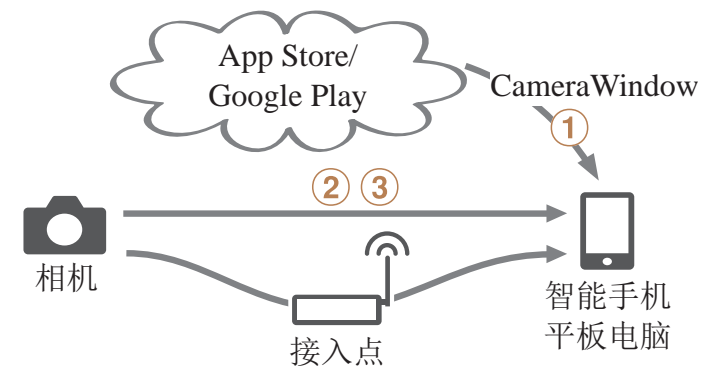 App Store/
Google Play
CameraWindow
①
② ③
相机
智能手机
平板电脑
接入点